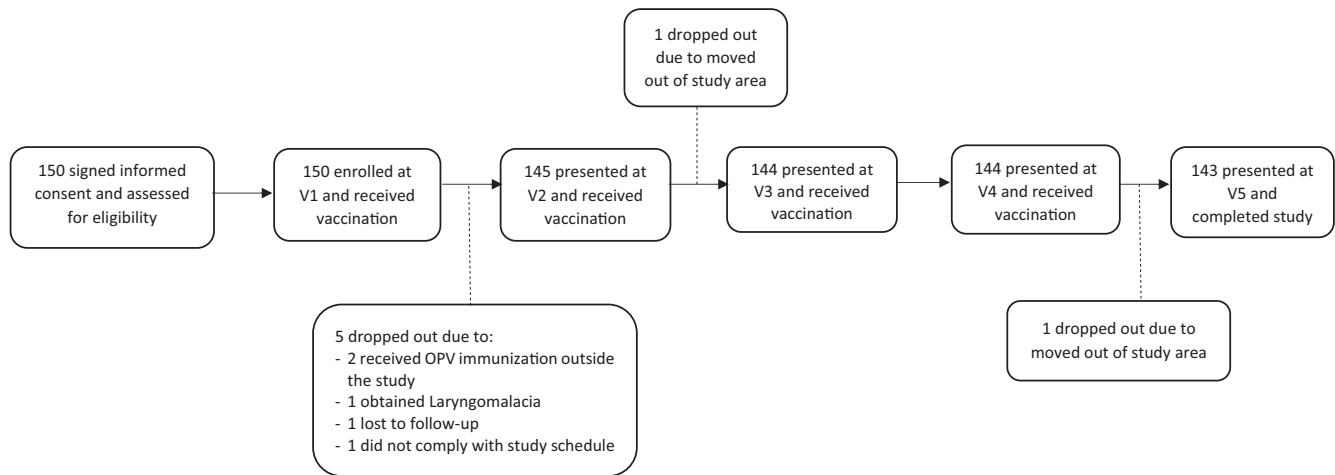 1 dropped out
due to moved
out of study area
150 signed informed
consent and assessed
for eligibility
150 enrolled at
V1 and received
vaccination
145 presented at
V2 and received
vaccination
144 presented at
V3 and received
vaccination
144 presented at
V4 and received
vaccination
143 presented at
V5 and
completed study
5 dropped out due to:
- 2 received OPV immunization outside
the study
- 1 obtained Laryngomalacia
- 1 lost to follow-up
- 1 did not comply with study schedule
1 dropped out due to
moved out of study area